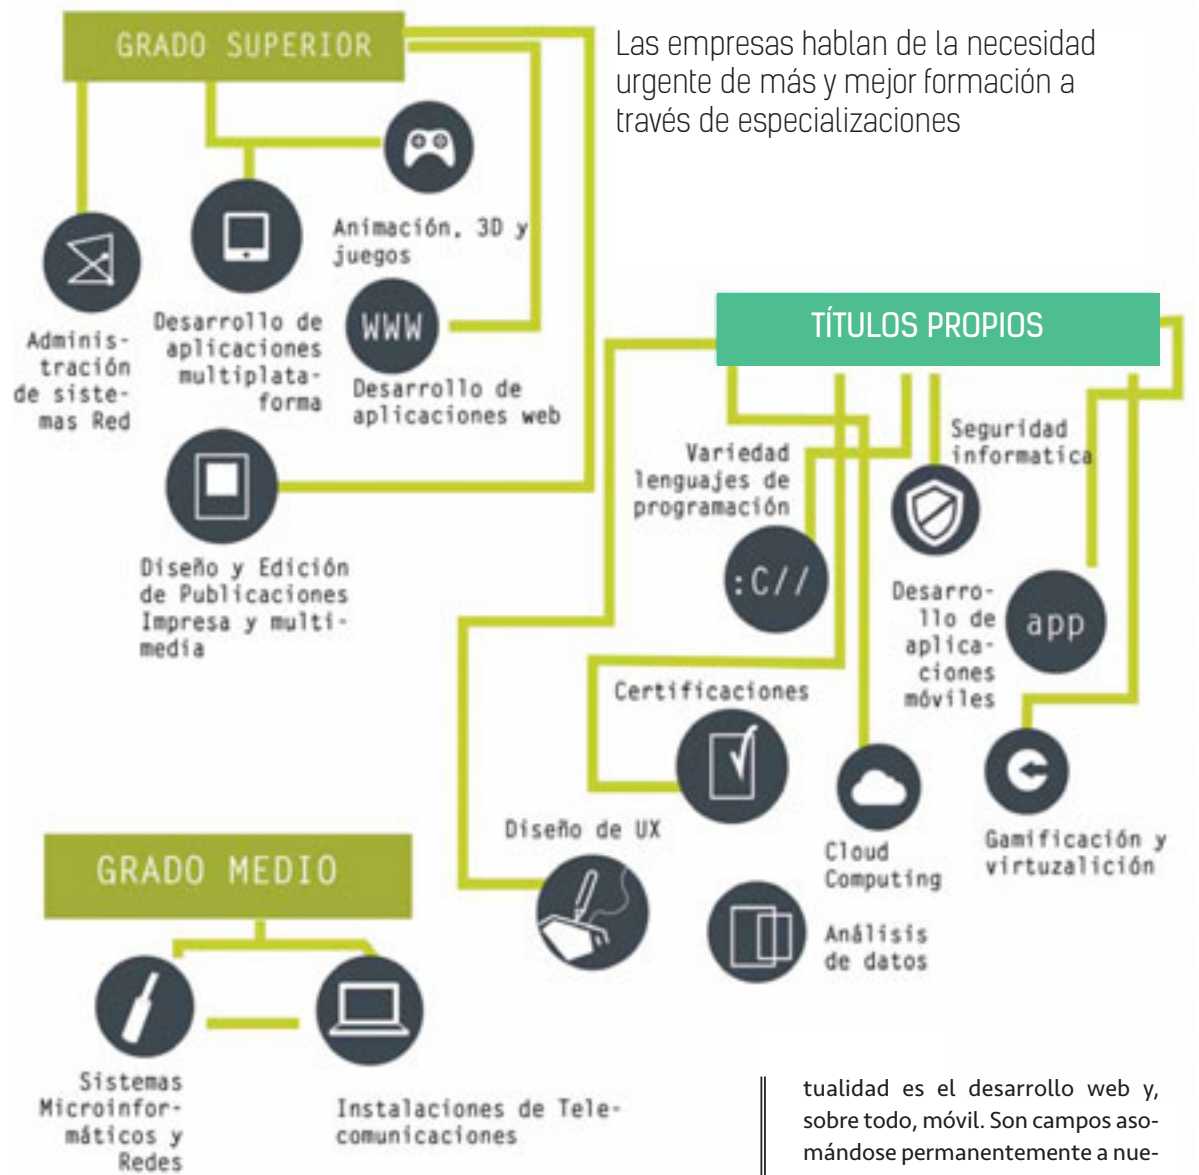 GRADO SUPERIOR
Las empresas hablan de la necesidad
urgente de más y mejor formación a
través de especializaciones
Animación, 3D y
juegos
Adminis-
tración
de siste-
mas Red
Desarrollo de
aplicaciones
multiplata-
forma
WWW
Desarrollo de
aplicaciones web
Diseño y Edición
de Publicaciones
Impresa y multi-
media
TÍTULOS PROPIOS
Variedad
lenguajes de
programación
:C//
Seguridad
informatica
Desarro-
llo de
aplica-
ciones
móviles
app
Certificaciones
Diseño de UX
Cloud
Computing
Gamificación y
virtuzalición
Análisis
de datos
GRADO MEDIO
Sistemas
Microinfor-
máticos y
Redes
Instalaciones de Tele-
comunicaciones
tualidad es el desarrollo web y,
sobre todo, móvil. Son campos aso-
mándose permanentemente a nue-